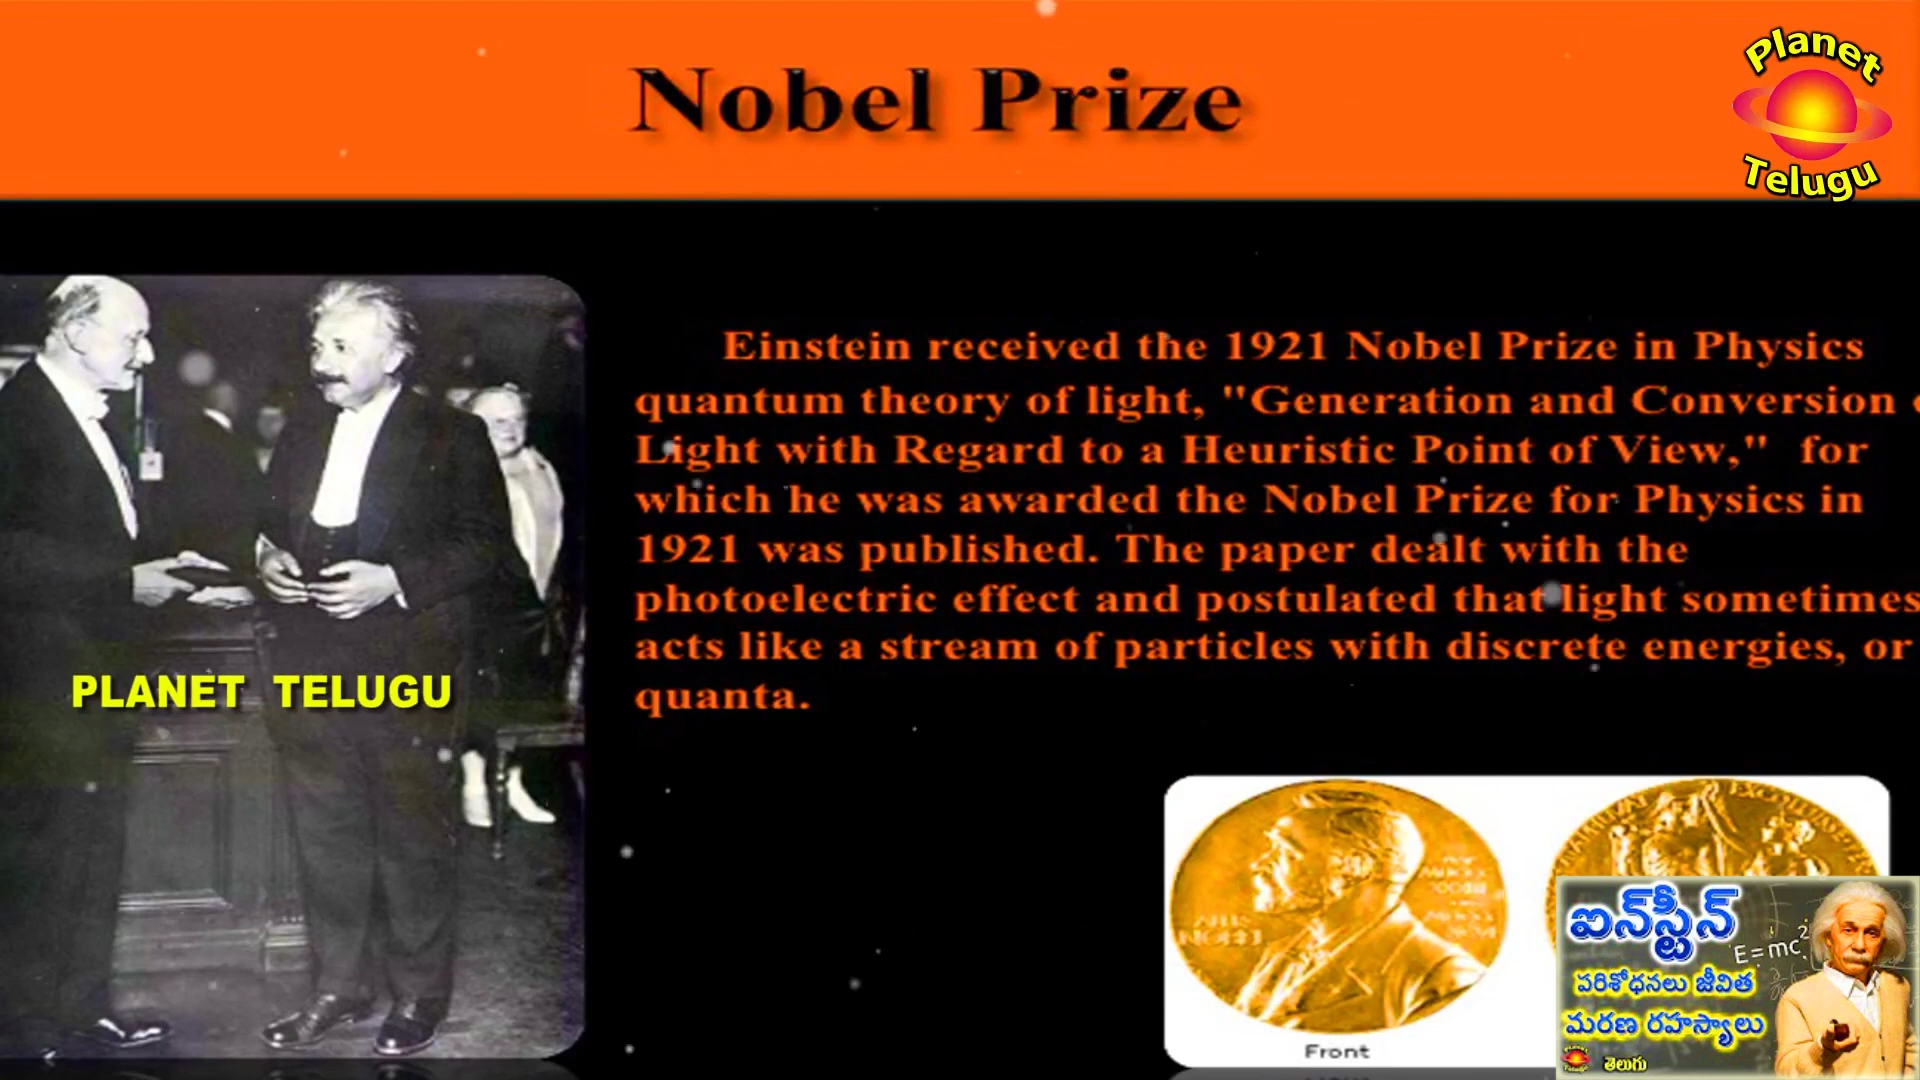 Nobel Prize
Planet
Telugu
Einstein received the 1921 Nobel Prize in Physics
quantum theory of light, "Generation and Conversion
Light with Regard to a Heuristic Point of View," for
which he was awarded the Nobel Prize for Physics in
1921 was published. The paper dealt with the
photoelectric effect and postulated that light sometimes
acts like a stream of particles with discrete energies, or
quanta.
PLANET TELUGU
Front
ఐన్‌స్టీన్
E=mc²
పరిశోధనలు జీవిత
మరణ రహస్యాలు
Planet
Telugu
తెలుగు